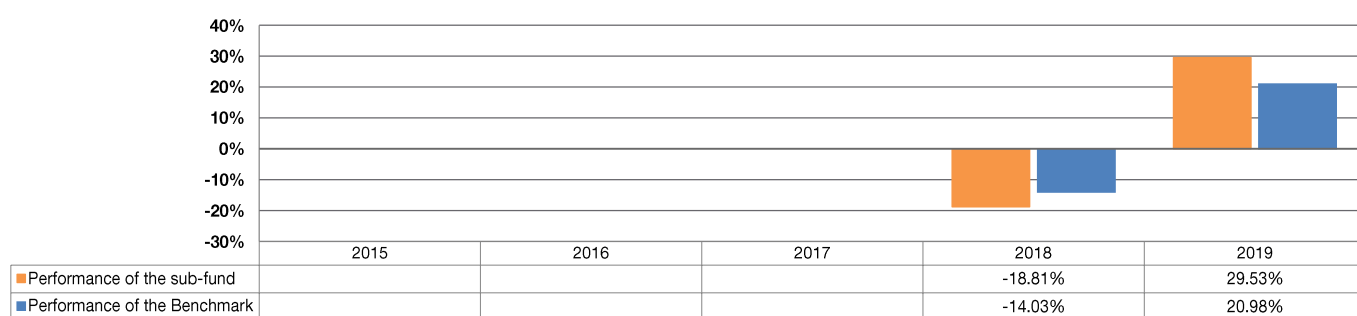 40%
30%
20%
10%
0%
-10%
-20%
-30%
2015 2016 2017 2018 2019
Performance of the sub-fund -18.81% 29.53%
Performance of the Benchmark -14.03% 20.98%